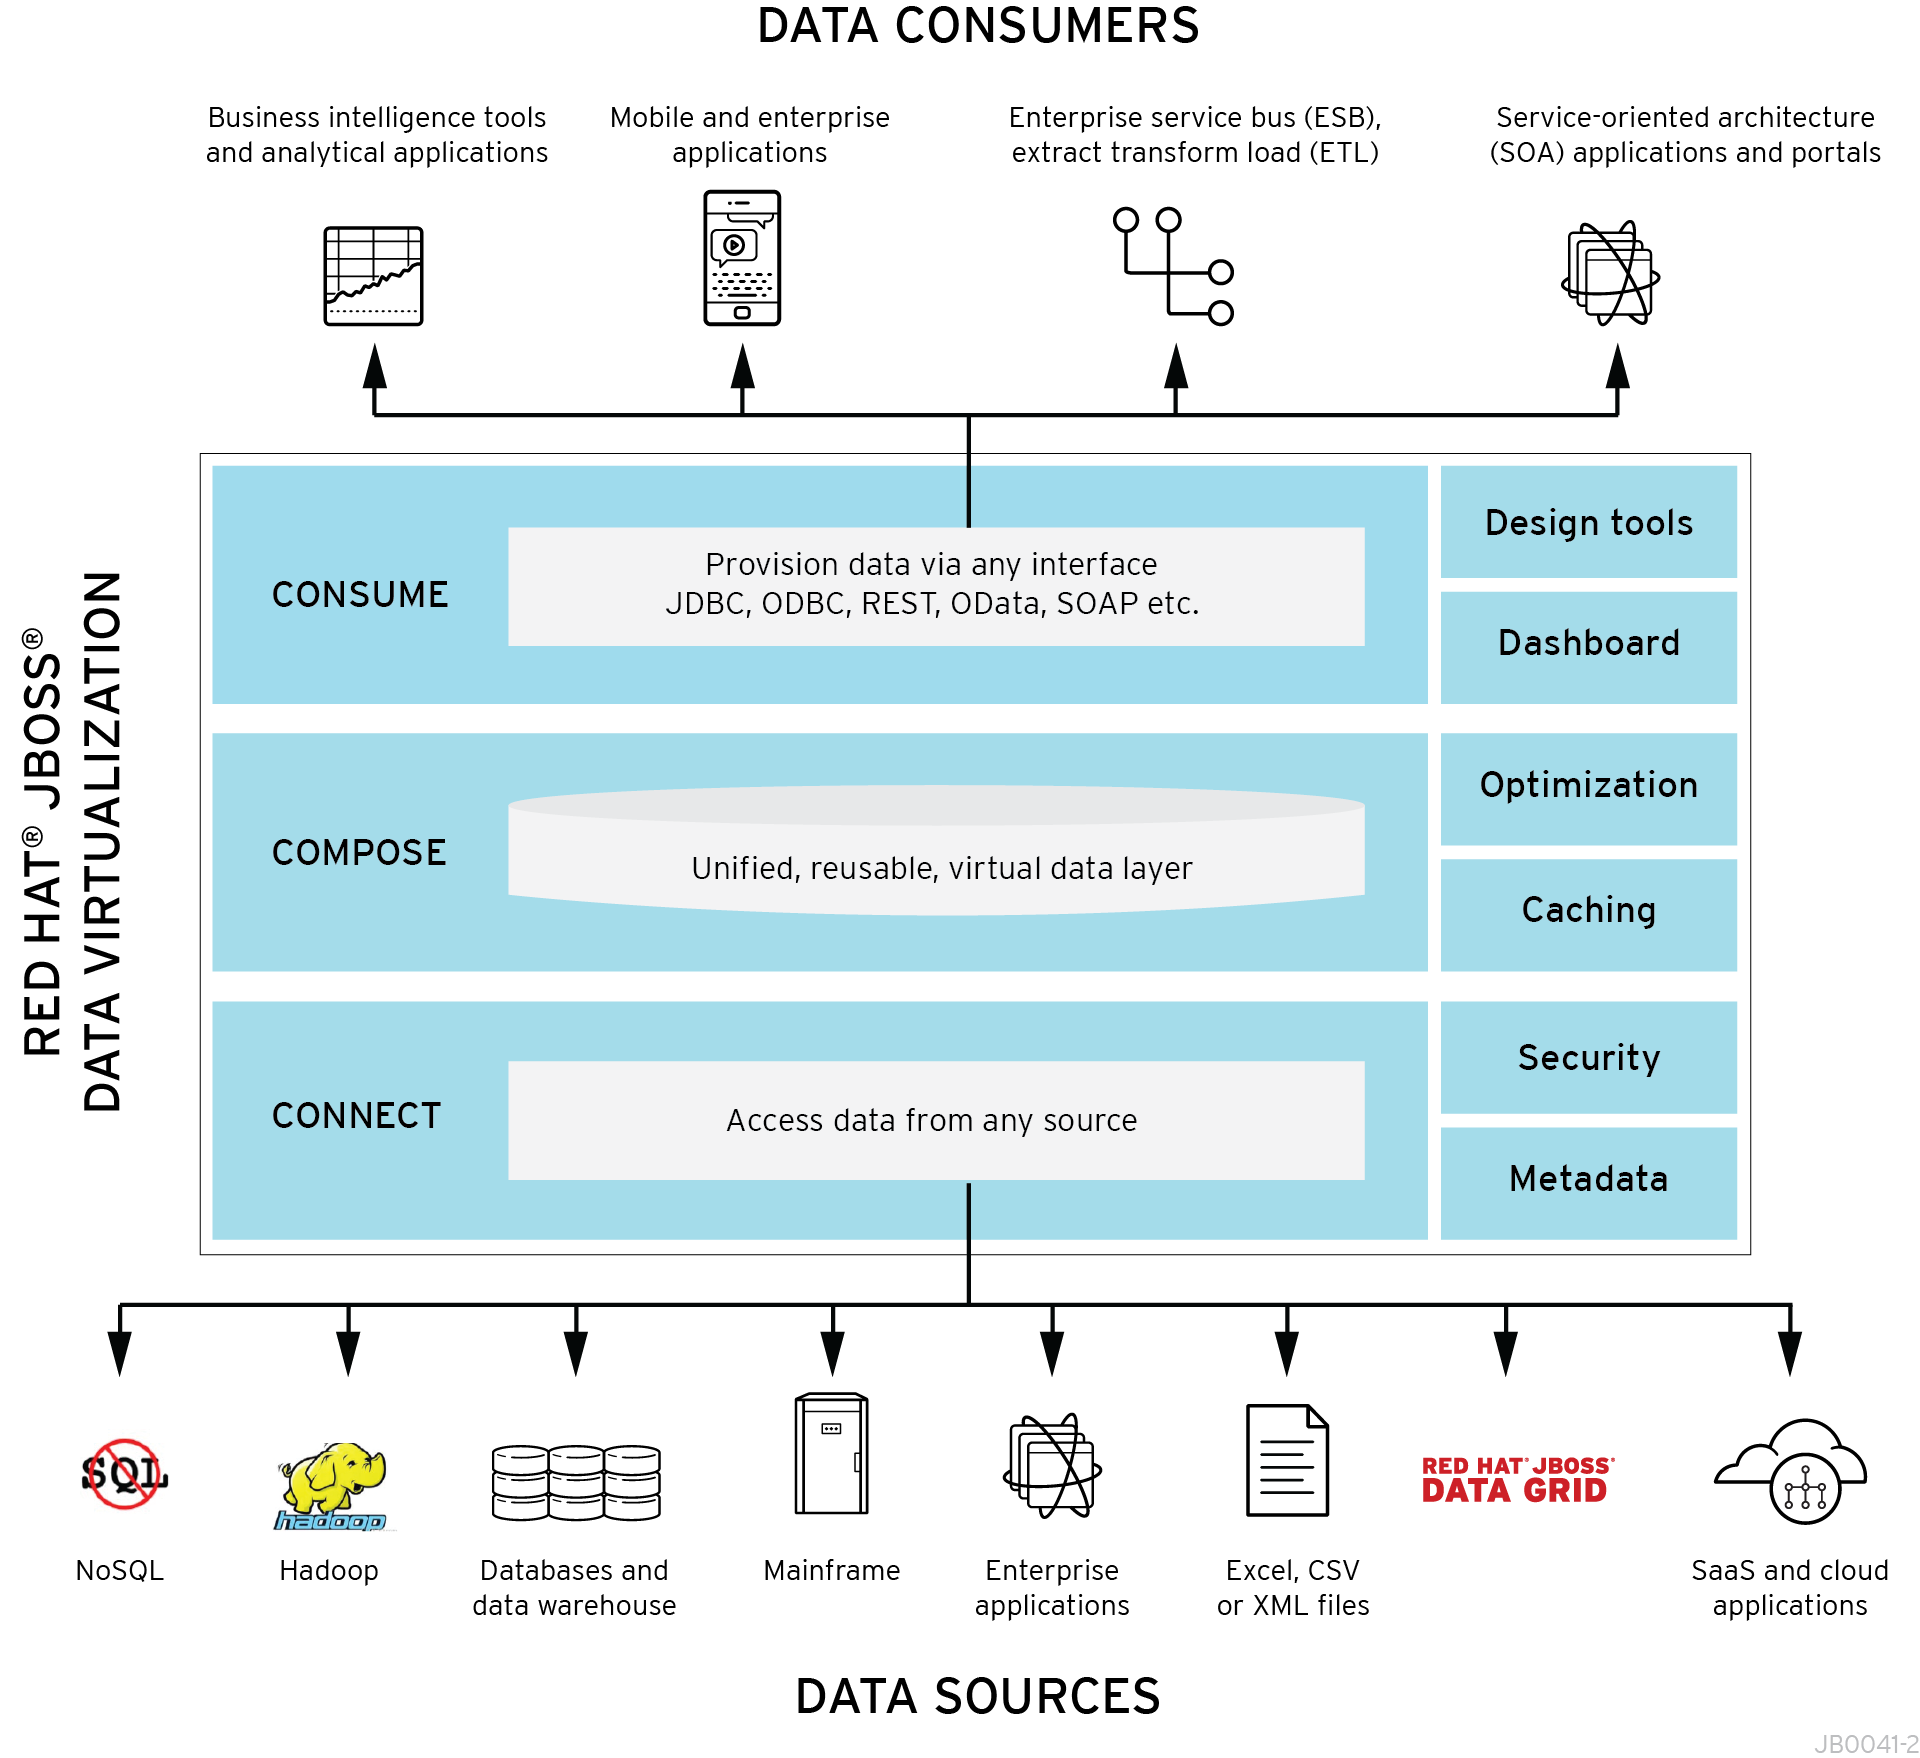 DATA CONSUMERS
Business intelligence tools
and analytical applications
Mobile and enterprise
applications
Enterprise service bus (ESB),
extract transform load (ETL)
Service-oriented architecture
(SOA) applications and portals
RED HAT® JBOSS®
DATA VIRTUALIZATION
CONSUME
Provision data via any interface
JDBC, ODBC, REST, OData, SOAP etc.
Design tools
Dashboard
COMPOSE
Unified, reusable, virtual data layer
Optimization
Caching
CONNECT
Access data from any source
Security
Metadata
SQL
hadoop
RED HAT® JBOSS®
DATA GRID
NoSQL
Hadoop
Databases and
data warehouse
Mainframe
Enterprise
applications
Excel, CSV
or XML files
SaaS and cloud
applications
DATA SOURCES
JB0041-2